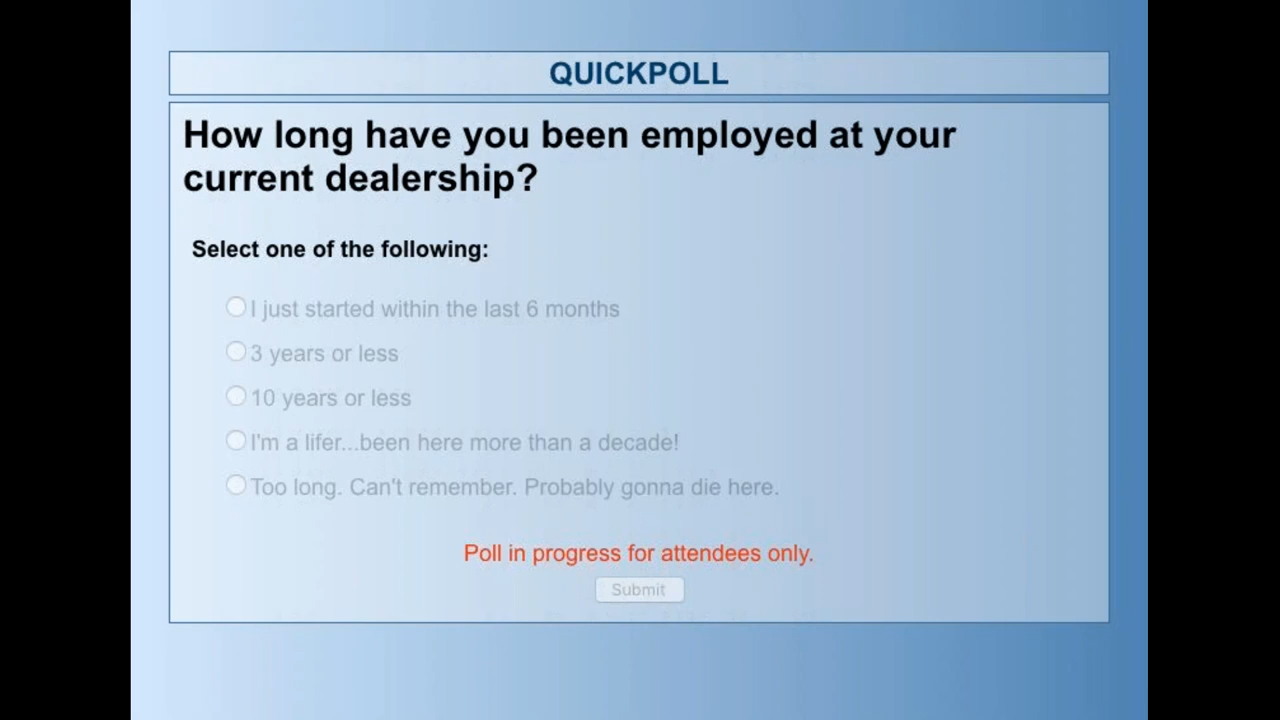 QUICKPOLL
How long have you been employed at your
current dealership?
Select one of the following:
I just started within the last 6 months
3 years or less
10 years or less
I'm a lifer...been here more than a decade!
Too long. Can't remember. Probably gonna die here.
Poll in progress for attendees only.
Submit